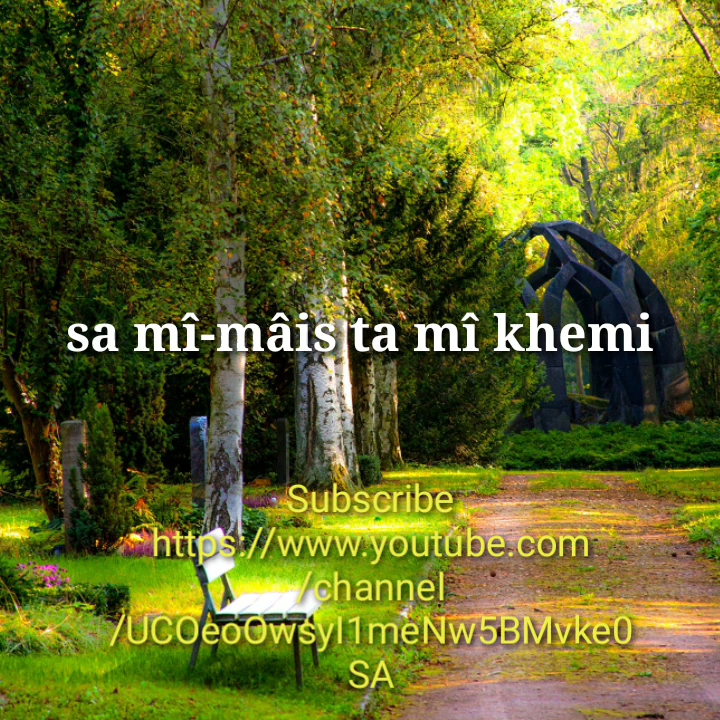 sa mî-mâis ta mî khemi
Subscribe
https://www.youtube.com
/channel
/UCOeoOwsyI1meNw5BMvke0
SA